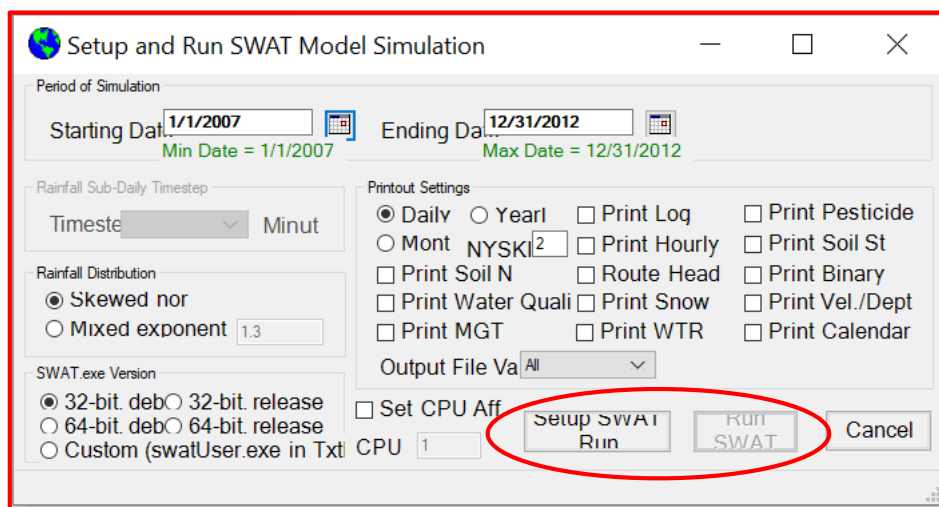 Setup and Run SWAT Model Simulation
Period of Simulation
Starting Dat 1/1/2007 Ending Da 12/31/2012
Min Date = 1/1/2007 Max Date = 12/31/2012
Rainfall Sub-Daily Timestep
Timeste Minut
Rainfall Distribution
Skewed nor
Mixed exponent 1.3
SWAT.exe Version
32-bit. deb 32-bit. release
64-bit. deb 64-bit. release
Custom (swatUser.exe in Txt
Printout Settings
Daily Yearl Print Log Print Pesticide
Mont NYSKI 2 Print Hourly Print Soil St
Print Soil N Route Head Print Binary
Print Water Quali Print Snow Print Vel./Dept
Print MGT Print WTR Print Calendar
Output File Va All
Set CPU Aff
CPU 1
Setup SWAT
Run
Run
SWAT
Cancel